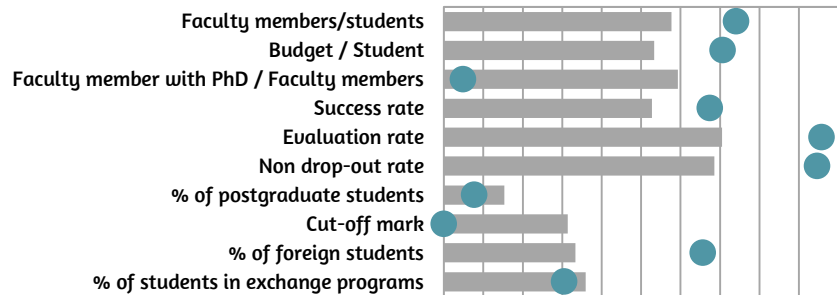 Faculty members/students
Budget / Student
Faculty member with PhD / Faculty members
Success rate
Evaluation rate
Non drop-out rate
% of postgraduate students
Cut-off mark
% of foreign students
% of students in exchange programs